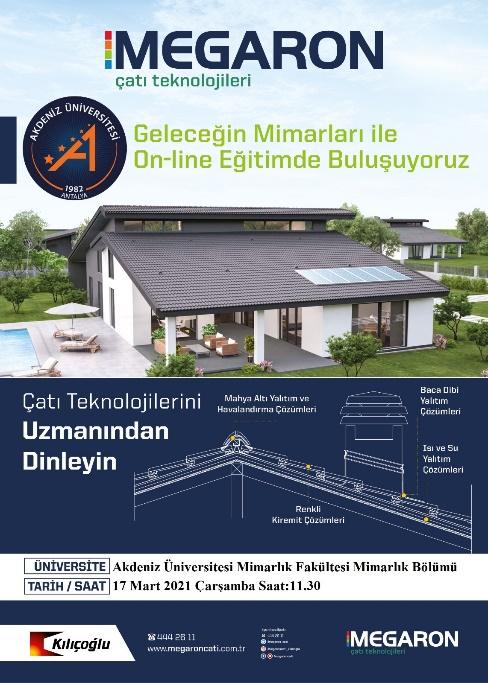 MEGARON
çatı teknolojileri
AKDENİZ ÜNİVERSİTESİ
1982
ANTALYA
Geleceğin Mimarları ile
On-line Eğitimde Buluşuyoruz
Çatı Teknolojilerini
Uzmanından
Dinleyin
Mahya Altı Yalıtım ve
Havalandırma Çözümleri
Baca Dibi
Yalıtım
Çözümleri
Isı ve Su
Yalıtım
Çözümleri
Renkli
Kiremit Çözümleri
ÜNİVERSİTE Akdeniz Üniversitesi Mimarlık Fakültesi Mimarlık Bölümü
TARİH / SAAT 17 Mart 2021 Çarşamba Saat:11.30
Kılıçoğlu
444 26 11
www.megaroncati.com.tr
MEGARON
çatı teknolojileri